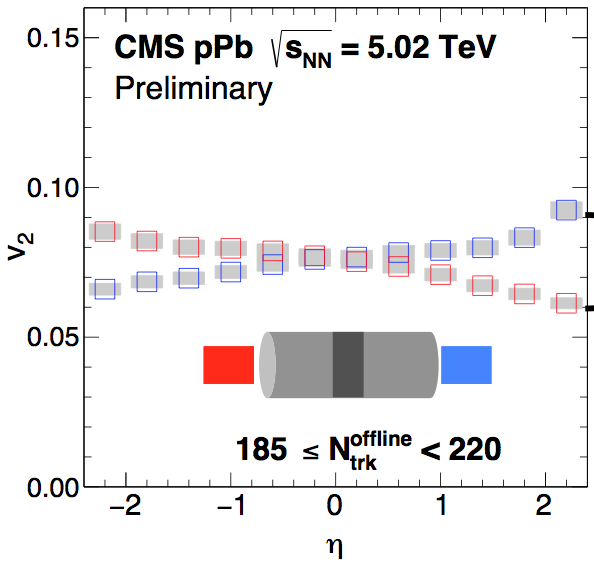 0.15
CMS pPb √sNN = 5.02 TeV
Preliminary
0.10
v2
0.05
185 ≤ Nofflinetrk < 220
0.00
−2 −1 0 1 2
η